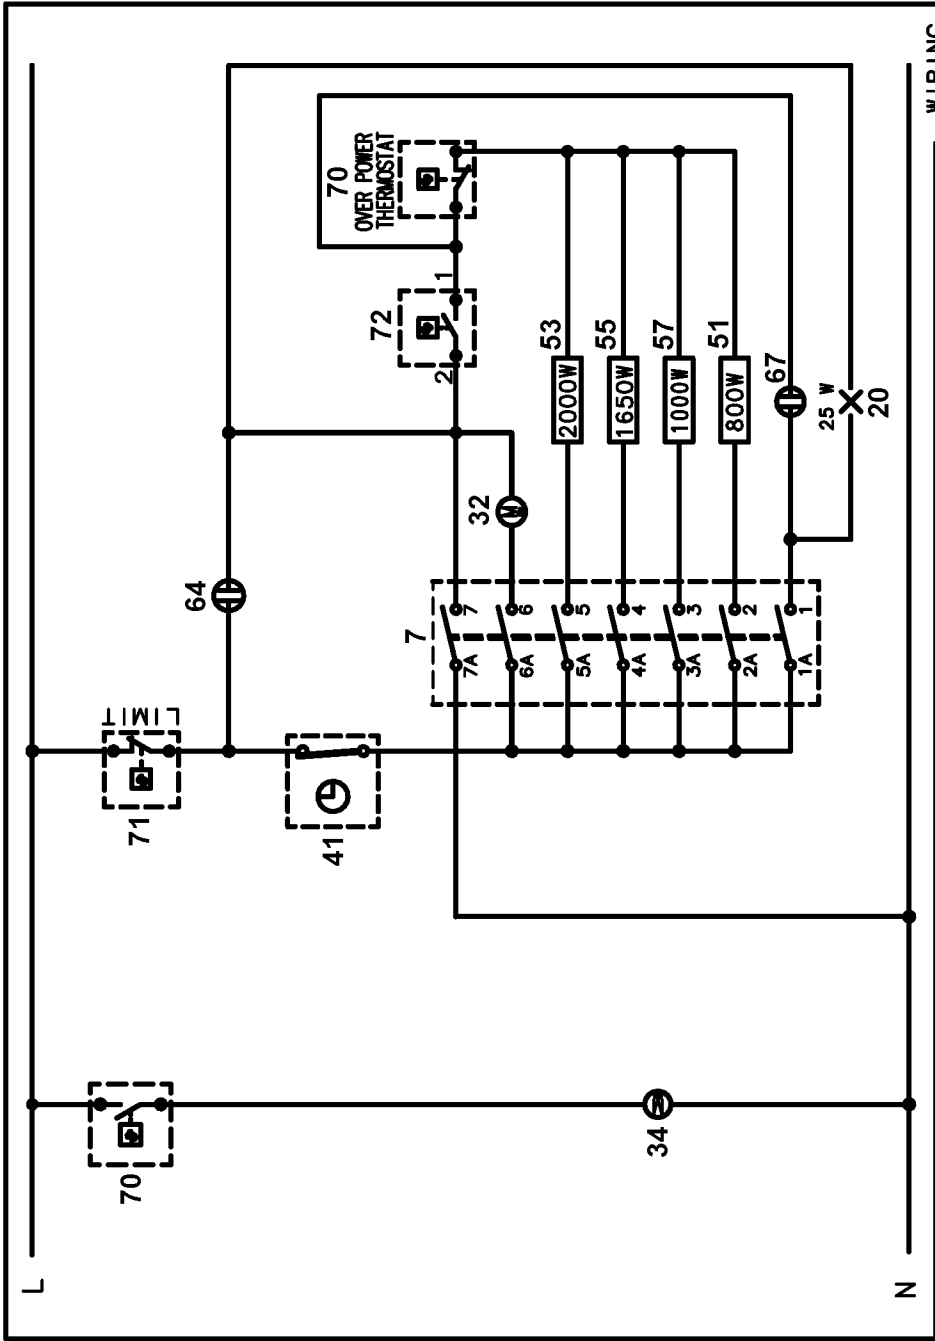 L
70
71
LIMIT
64
41
70
OVER POWER
THERMOSTAT
72
2 1
7
7A 7
32
M
6A 6
53
5A 5
2000W
55
4A 4
1650W
34
M
57
3A 3
1000W
51
2A 2
800W
67
1A 1
25 W
20
N
WIRING